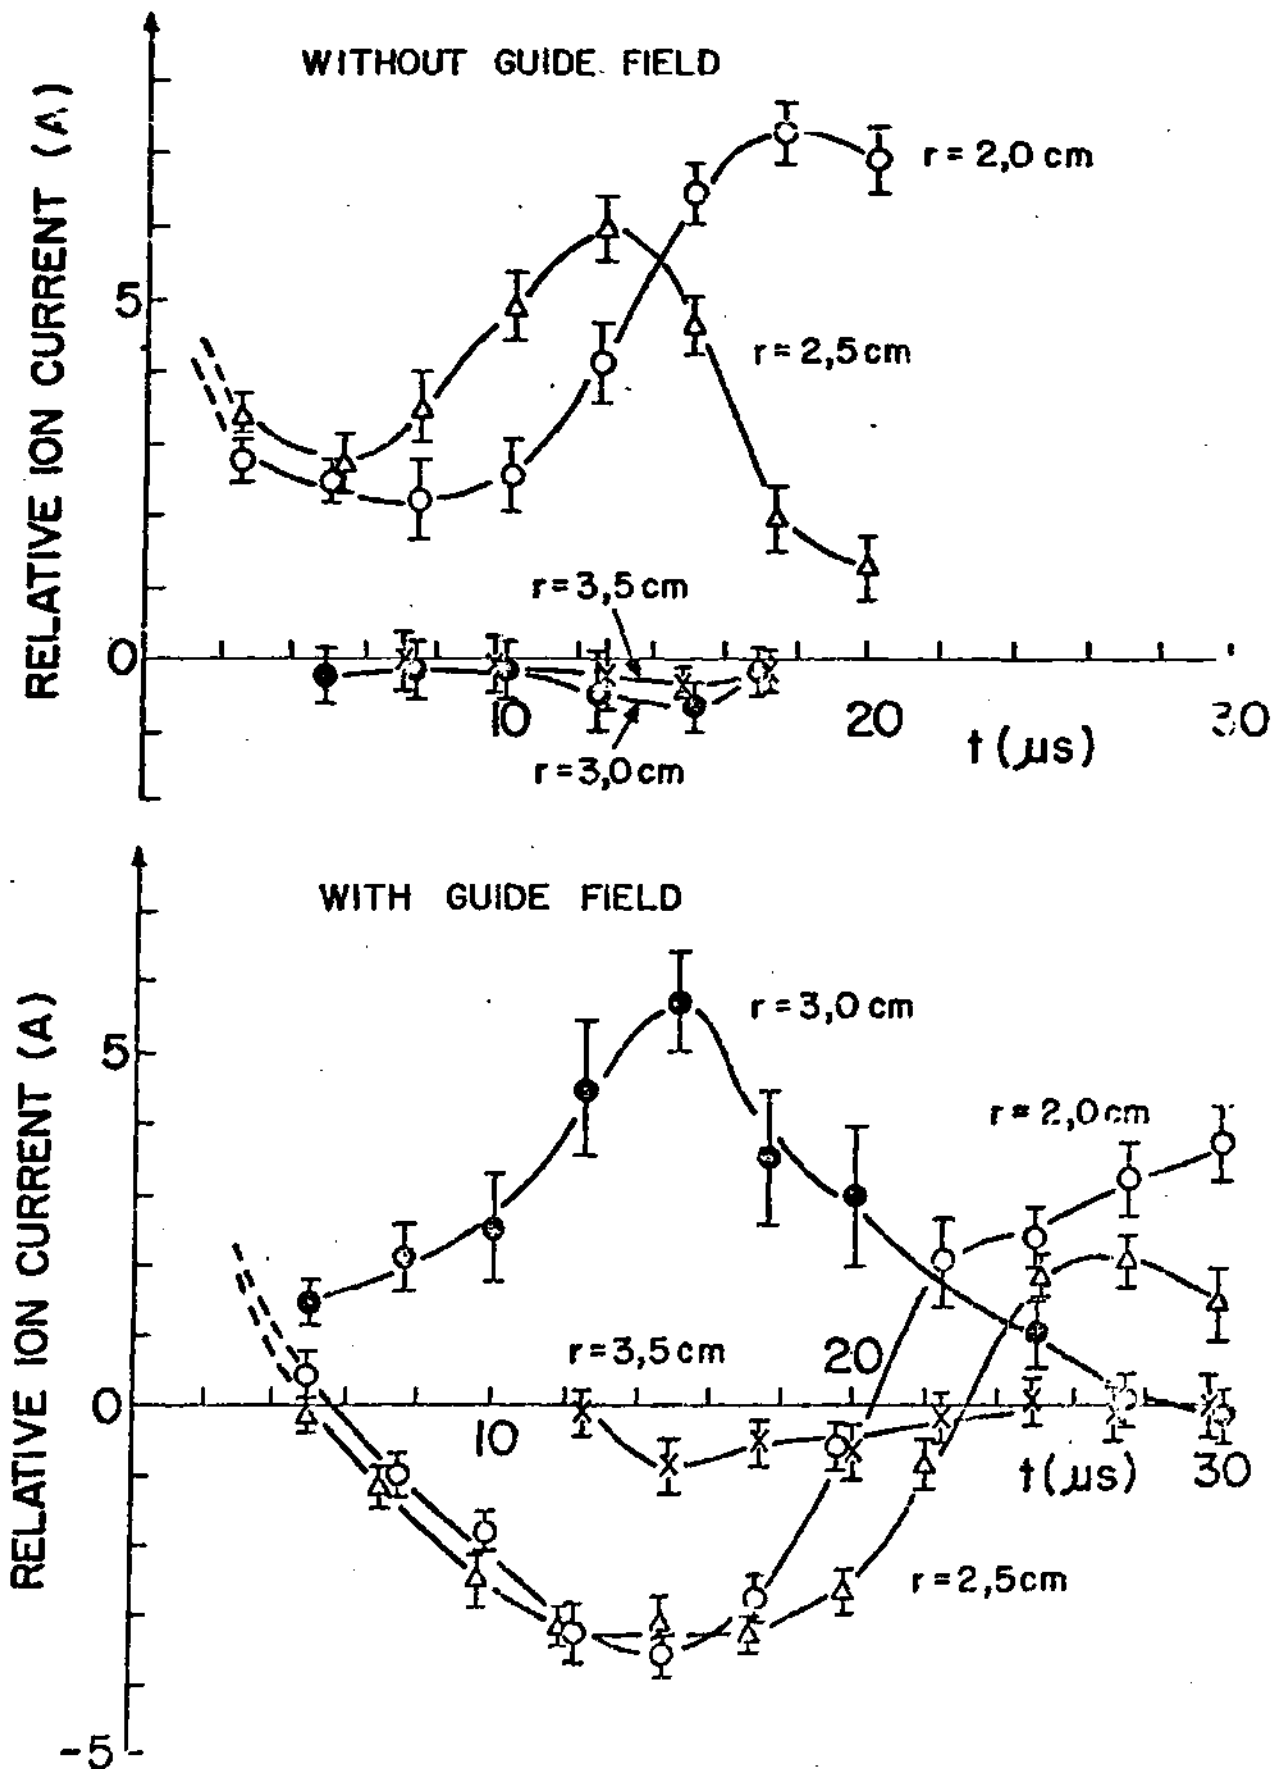 WITHOUT GUIDE FIELD
RELATIVE ION CURRENT (A)
r = 2,0 cm
5
r = 2,5 cm
r = 3,5 cm
0
10
20
30
t (μs)
r = 3,0 cm
WITH GUIDE FIELD
RELATIVE ION CURRENT (A)
r = 3,0 cm
5
r = 2,0 cm
r = 3,5 cm
20
0
10
t (μs)
30
r = 2,5 cm
-5